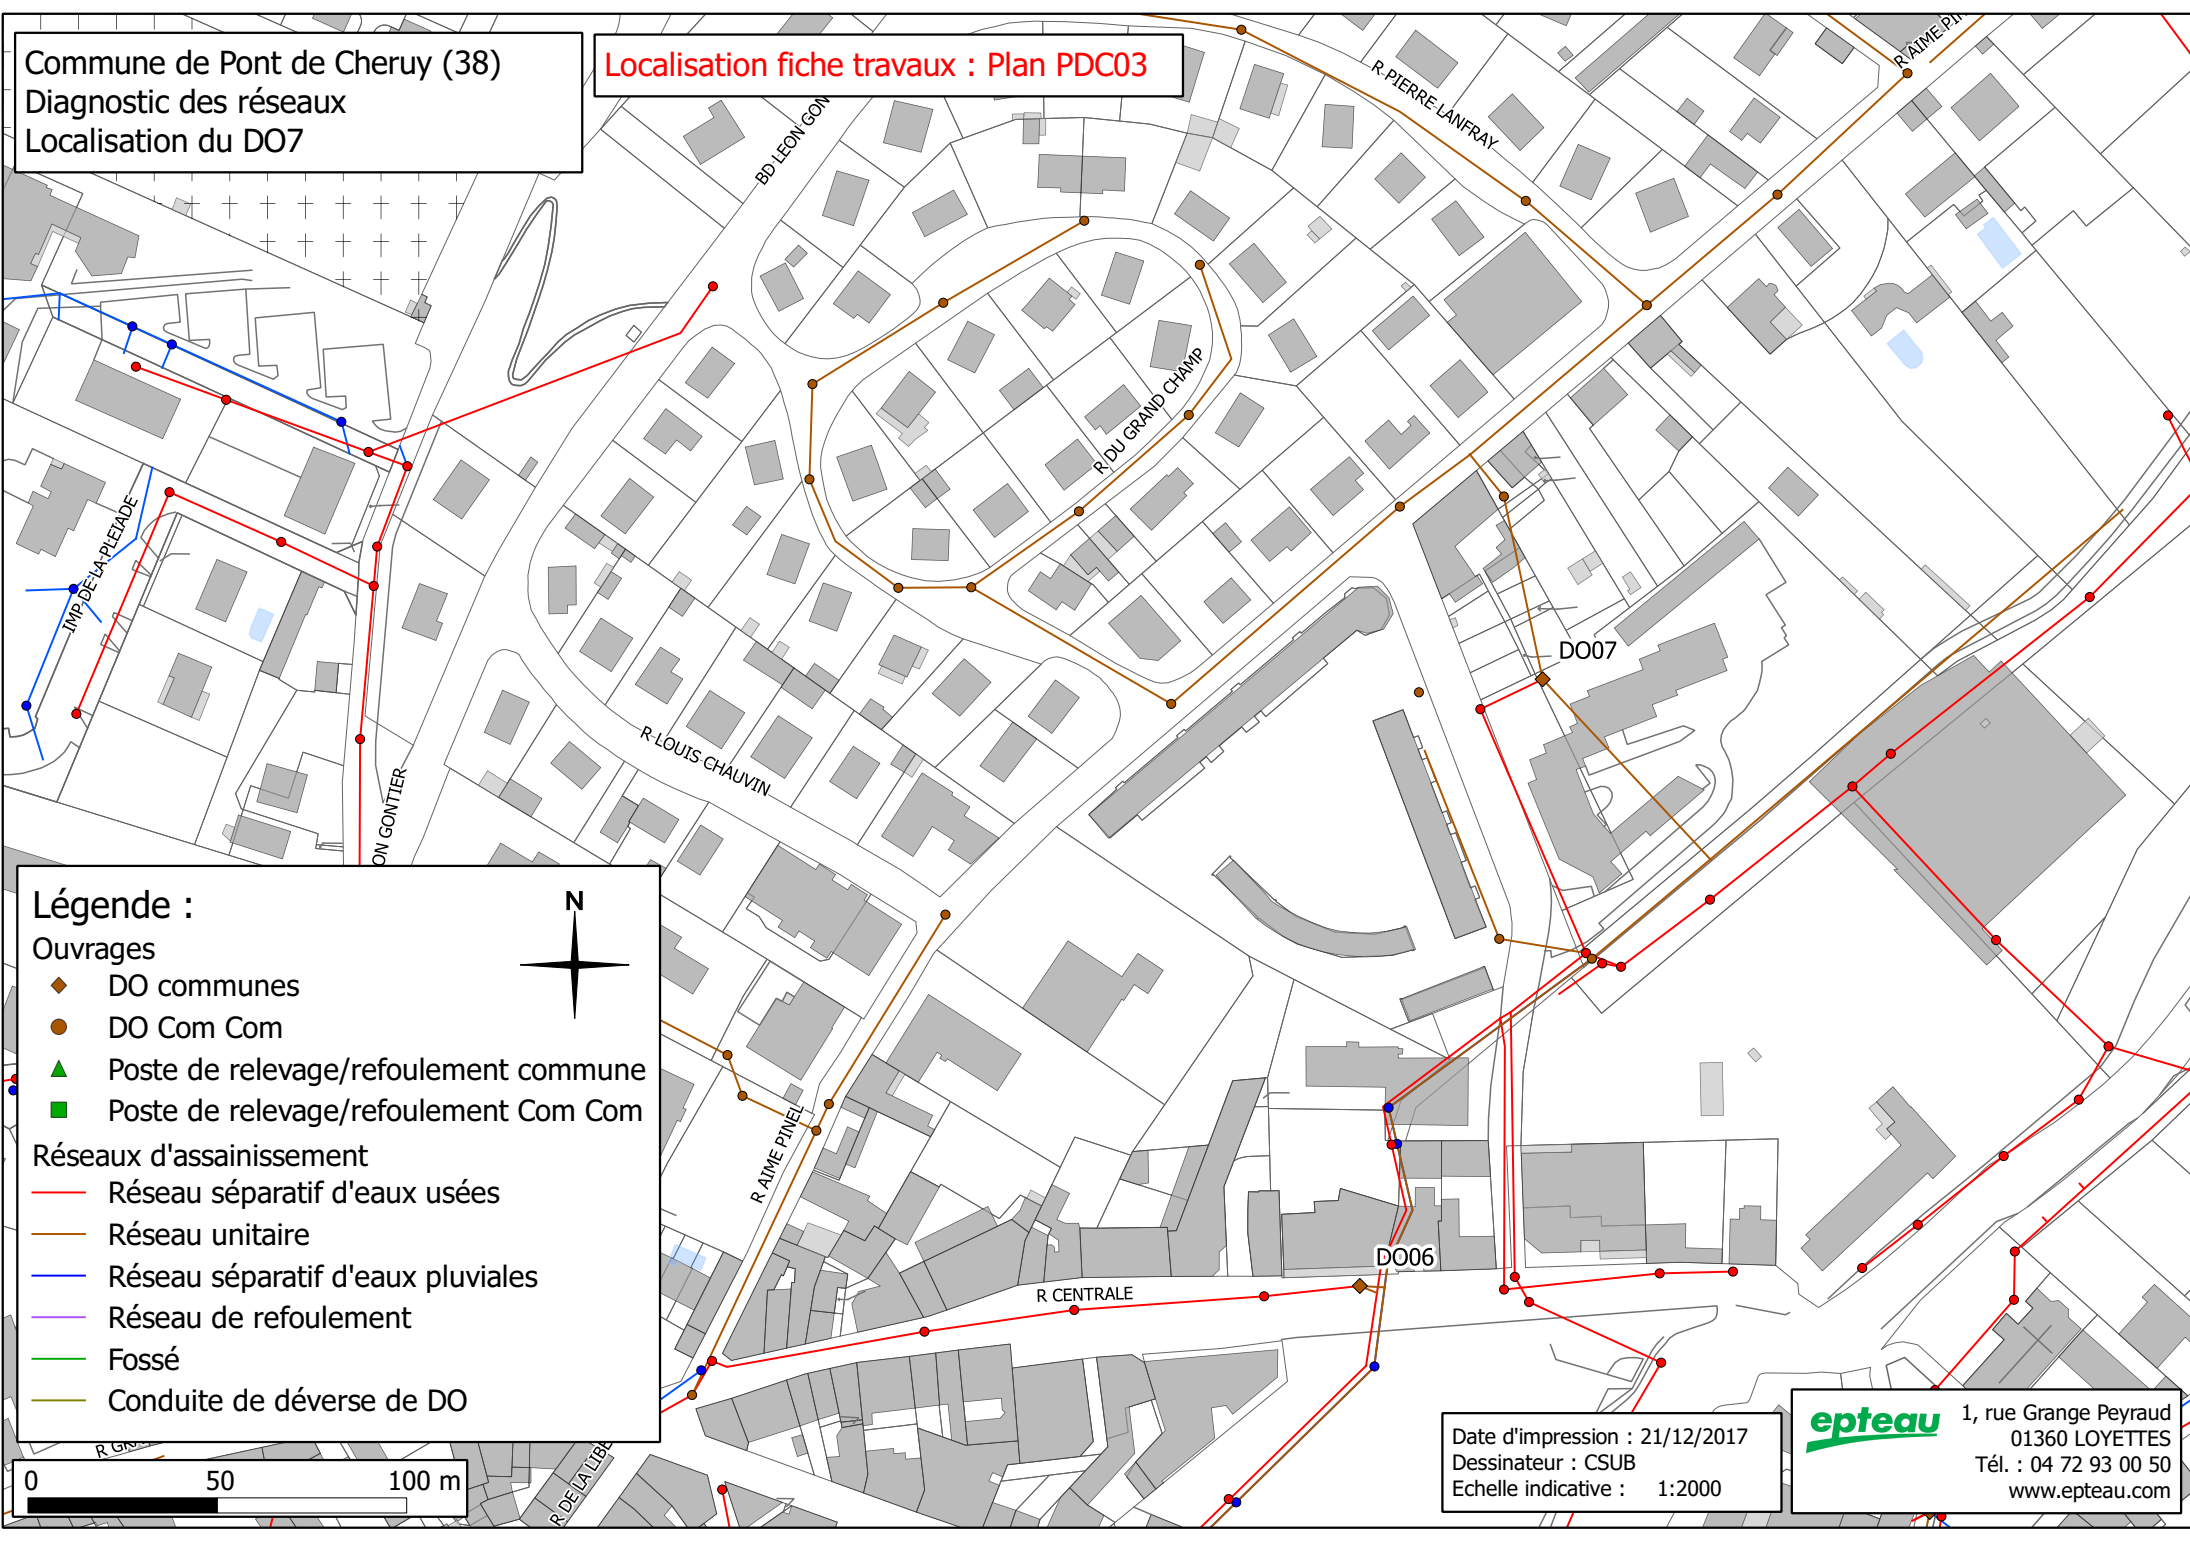 Commune de Pont de Cheruy (38)
Diagnostic des réseaux
Localisation du DO7
Localisation fiche travaux : Plan PDC03
R AIME-PIN
R-PIERRE-LANFRAY
BD-LEON-GON
R DU GRAND CHAMP
IMP-DE-LA-PLEIADE
DO07
R-LOUIS-CHAUVIN
ON GONTIER
R AIME PINEL
DO06
R CENTRALE
R DE LA LIBE
Légende :
N
Ouvrages
DO communes
DO Com Com
Poste de relevage/refoulement commune
Poste de relevage/refoulement Com Com
Réseaux d'assainissement
Réseau séparatif d'eaux usées
Réseau unitaire
Réseau séparatif d'eaux pluviales
Réseau de refoulement
Fossé
Conduite de déverse de DO
0 50 100 m
Date d'impression : 21/12/2017
Dessinateur : CSUB
Echelle indicative : 1:2000
epteau
1, rue Grange Peyraud
01360 LOYETTES
Tél. : 04 72 93 00 50
www.epteau.com